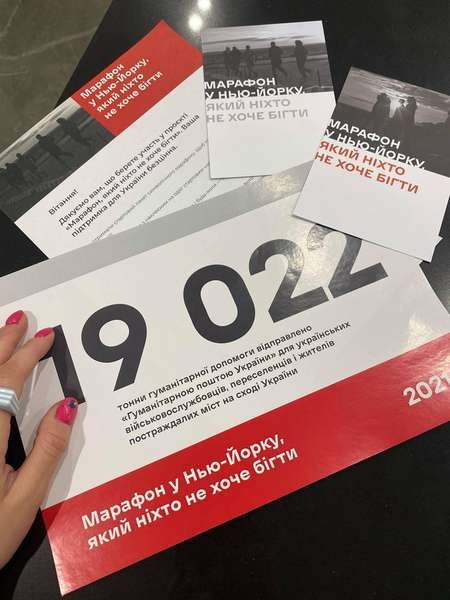 Марафон
у Нью-Йорку,
який ніхто
не хоче бігти
Вітання!
Дякуємо вам, що берете участь у проєкті
«Марафон, який ніхто не хоче бігти». Ваша
підтримка для України безцінна.
МАРАФОН
У НЬЮ-ЙОРКУ,
ЯКИЙ НІХТО
НЕ ХОЧЕ БІГТИ
МАРАФОН
У НЬЮ-ЙОРКУ,
ЯКИЙ НІХТО
НЕ ХОЧЕ БІГТИ
19 022
тонни гуманітарної допомоги відправлено
«Гуманітарною поштою України» для українських
військовослужбовців, переселенців і жителів
постраждалих міст на сході України
2021
Марафон у Нью-Йорку,
який ніхто не хоче бігти